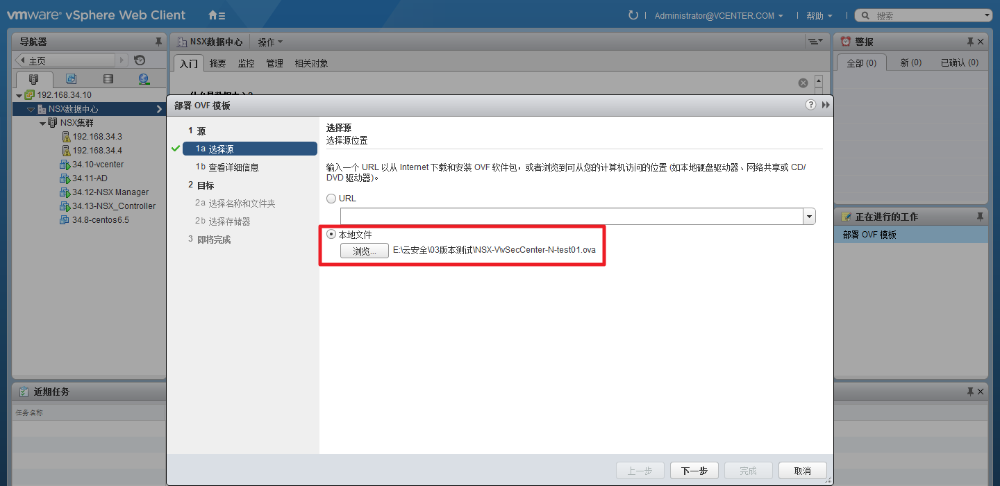 vmware® vSphere Web Client
Administrator@VCENTER.COM
帮助
搜索
导航器
主页
192.168.34.10
NSX数据中心
NSX集群
192.168.34.3
192.168.34.4
34.10-vcenter
34.11-AD
34.12-NSX Manager
34.13-NSX_Controller
34.8-centos6.5
近期任务
任务名称
NSX数据中心 操作
入门 摘要 监控 管理 相关对象
部署 OVF 模板
1 源
1a 选择源
1b 查看详细信息
2 目标
2a 选择名称和文件夹
2b 选择存储器
3 即将完成
选择源
选择源位置
输入一个 URL 以从 Internet 下载和安装 OVF 软件包，或者浏览到可从您的计算机访问的位置 (如本地硬盘驱动器、网络共享或 CD/
DVD 驱动器)。
URL
本地文件
浏览... E:\云安全\03版本测试\NSX-V\vSecCenter-N-test01.ova
上一步 下一步 完成 取消
警报
全部 (0) 新 (0) 已确认 (0)
正在进行的工作
部署 OVF 模板